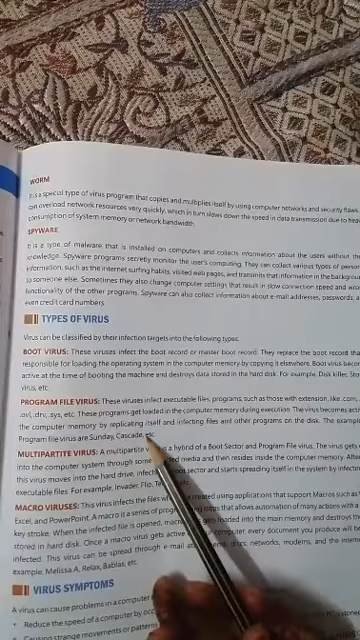 WORM
It is a special type of virus program that copies and multiplies itself by using computer networks and security flaws.
can overload network resources very quickly, which in turn slows down the speed in data transmission due to
consumption of system memory or network bandwidth.
SPYWARE
It is a type of malware that is installed on computers and collects information about the users without
knowledge. Spyware programs secretly monitor the user's computing. They can collect various types of
information, such as the internet surfing habits, visited web pages, and transmits that information in the
to someone else. Sometimes they also change computer settings that result in slow connection and
functionality of the other programs. Spyware can also collect information about e-mail addresses, passwords,
even credit card numbers.
TYPES OF VIRUS
Virus can be classified by their infection targets into the following types.
BOOT VIRUS: These viruses infect the boot record or master boot record. They replace the boot record
responsible for loading the operating system in the computer memory by copying it elsewhere. Boot virus
active at the time of booting the machine and destroys data stored in the hard disk. For example, Disk Killer,
virus, etc.
PROGRAM FILE VIRUS: These viruses infect executable files, programs, such as those with extension, like .com,
.ovl, .drv, .sys, etc. These programs get loaded in the computer memory during execution. The virus becomes
the computer memory by replicating itself and infecting files and other programs on the disk. The
Program file virus are Sunday, Cascade, etc.
MULTIPARTITE VIRUS: A multipartite is a hybrid of a Boot Sector and Program file virus. The virus gets
into the computer system through media and then resides in the computer memory.
this virus moves into the hard drive, boot sector and starts spreading itself in the system by
executable files. For example, Invader, Flip,
MACRO VIRUSES: This virus infects the files created using applications that support Macros such as
Excel, and PowerPoint. A macro is a series of that allows automation of many actions with a
key stroke. When the infected file is opened, gets loaded into the main memory and destroys the
stored in hard disk. Once a macro virus gets computer every document you produce will
infected. This virus can be spread through e-mail discs, networks, modems, and the
example, Melissa A, Relax, Bablas, etc.
VIRUS SYMPTOMS
A virus can cause problems in a computer
• Reduce the speed of computer by
• Causing strange movements or patterns